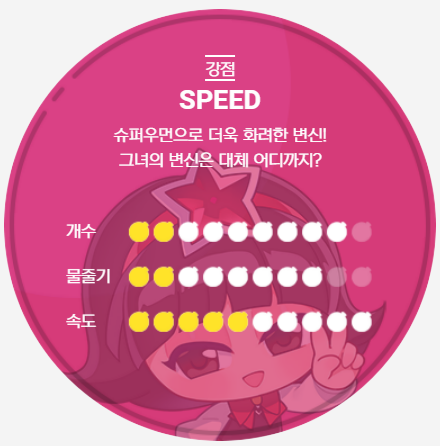 강점
SPEED
슈퍼우먼으로 더욱 화려한 변신!
그녀의 변신은 대체 어디까지?
개수
물줄기
속도